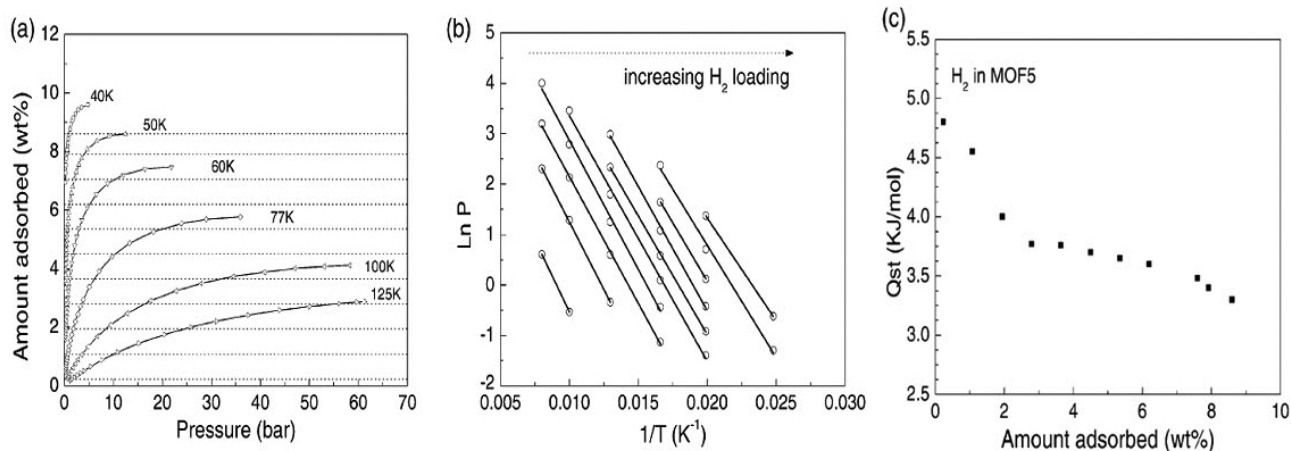 (a)
14
12
10
8
6
4
2
0
Amount adsorbed (wt%)
40K
50K
60K
77K
100K
125K
0 10 20 30 40 50 60 70
Pressure (bar)
(b)
5
4
3
2
1
0
-1
-2
Ln P
increasing H₂ loading
0.005 0.010 0.015 0.020 0.025 0.030
1/T (K⁻¹)
(c)
5.5
5.0
4.5
4.0
3.5
3.0
2.5
Qst (KJ/mol)
H₂ in MOF5
0 2 4 6 8 10
Amount adsorbed (wt%)